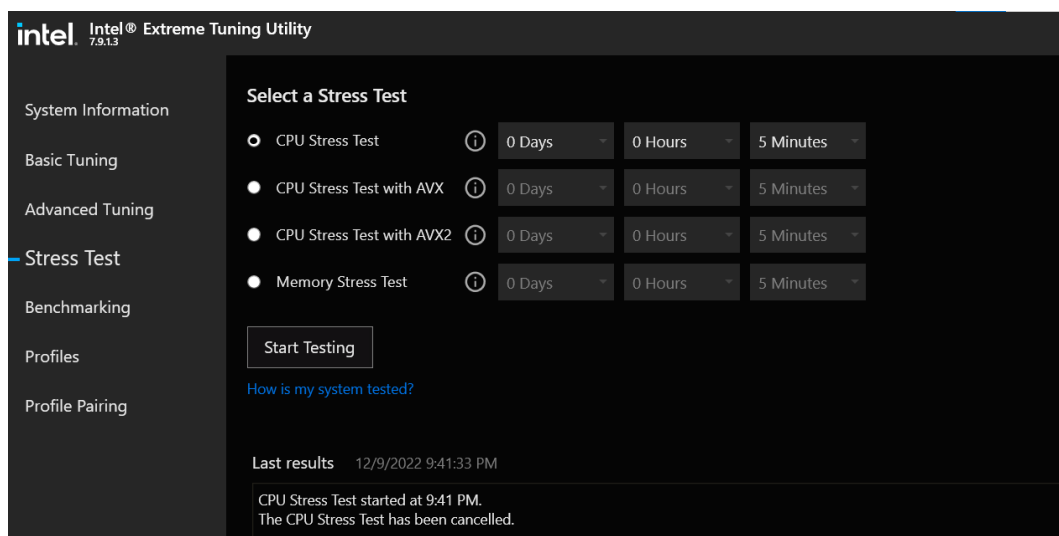 intel. Intel® Extreme Tuning Utility
7.9.1.3
System Information
Basic Tuning
Advanced Tuning
Stress Test
Benchmarking
Profiles
Profile Pairing
Select a Stress Test
CPU Stress Test 0 Days 0 Hours 5 Minutes
CPU Stress Test with AVX 0 Days 0 Hours 5 Minutes
CPU Stress Test with AVX2 0 Days 0 Hours 5 Minutes
Memory Stress Test 0 Days 0 Hours 5 Minutes
Start Testing
How is my system tested?
Last results 12/9/2022 9:41:33 PM
CPU Stress Test started at 9:41 PM.
The CPU Stress Test has been cancelled.